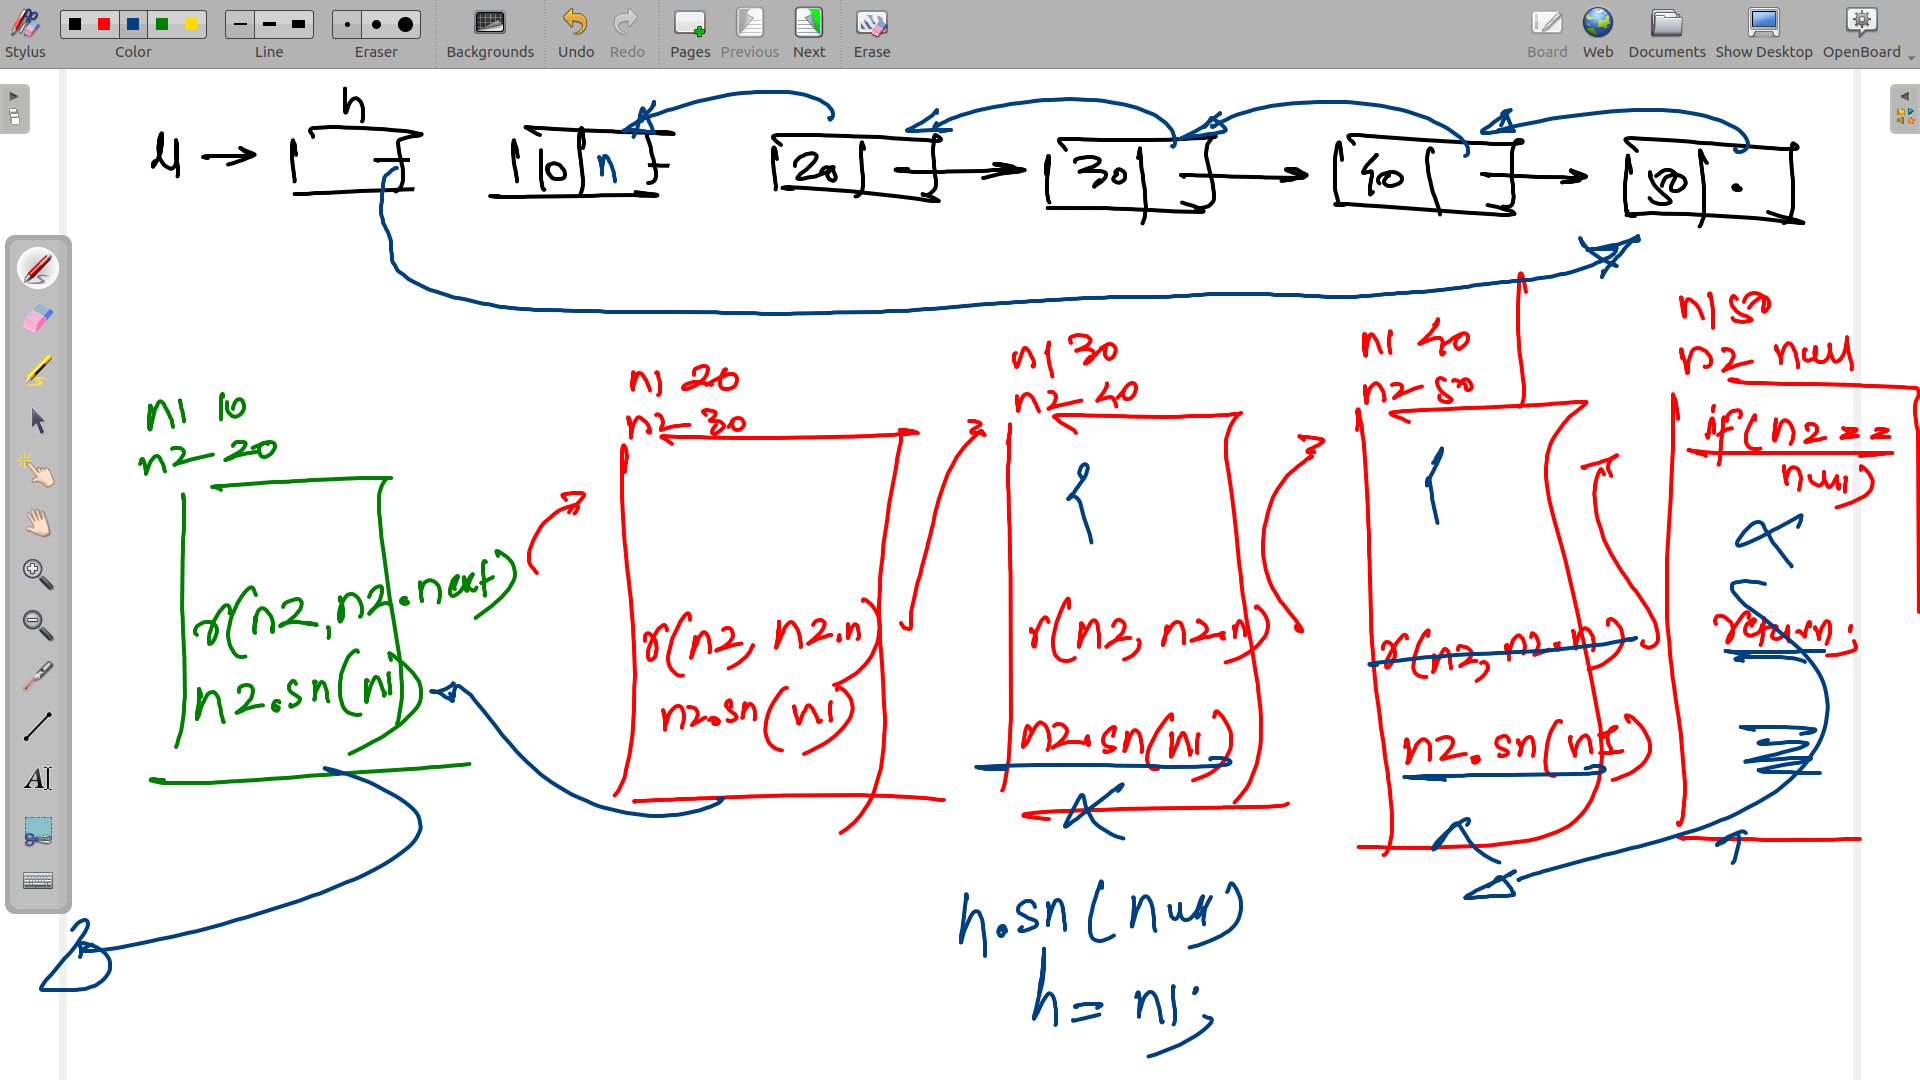 Stylus Color Line Eraser Backgrounds Undo Redo Pages Previous Next Erase Board Web Documents Show Desktop OpenBoard
h
10 n 20 30 40 50
n1 10
n2 20
r(n2, n2.next)
n2.sn(n1)
n1 20
n2 30
r(n2, n2.n)
n2.sn(n1)
n1 30
n2 40
r(n2, n2.n)
n2.sn(n1)
n1 40
n2 50
r(n2, n2.n)
n2.sn(n1)
n1 50
n2 null
if(n2==
null)
return;
h.sn(null)
h = n1;